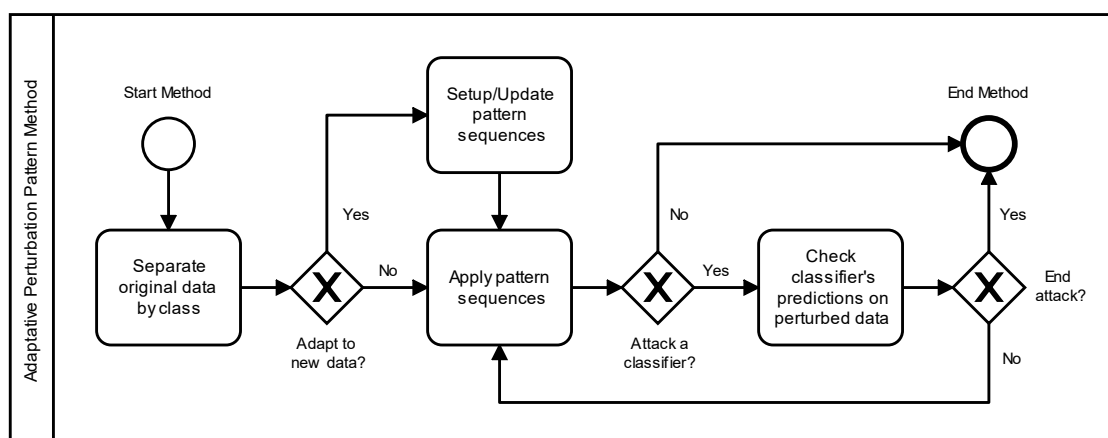 Adaptative Perturbation Pattern Method
Start Method
Setup/Update
pattern
sequences
End Method
Yes
No
Yes
Separate
original data
by class
No
Apply pattern
sequences
Yes
Check
classifier's
predictions on
perturbed data
End
attack?
Adapt to
new data?
Attack a
classifier?
No